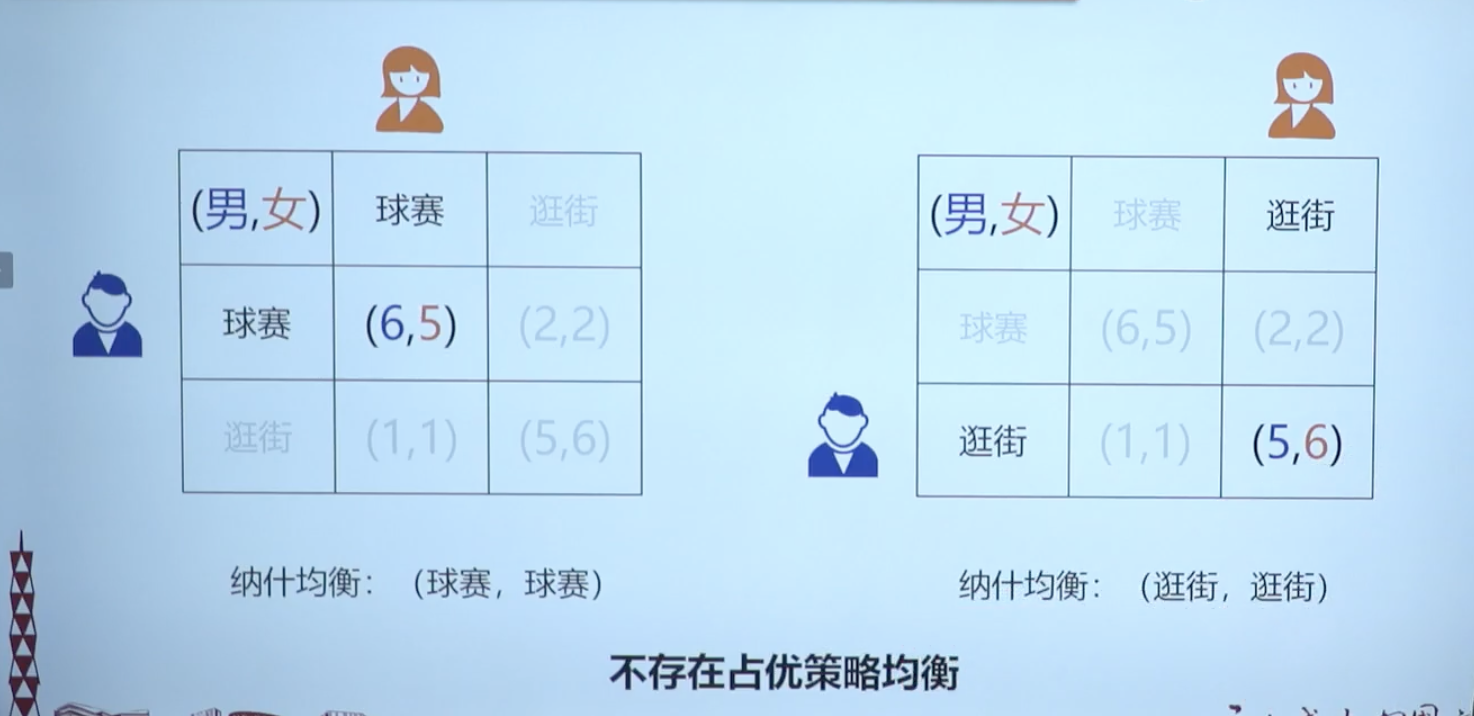 (男,女) 球赛 逛街
球赛 (6,5) (2,2)
逛街 (1,1) (5,6)
纳什均衡：（球赛，球赛）
(男,女) 球赛 逛街
球赛 (6,5) (2,2)
逛街 (1,1) (5,6)
纳什均衡：（逛街，逛街）
不存在占优策略均衡